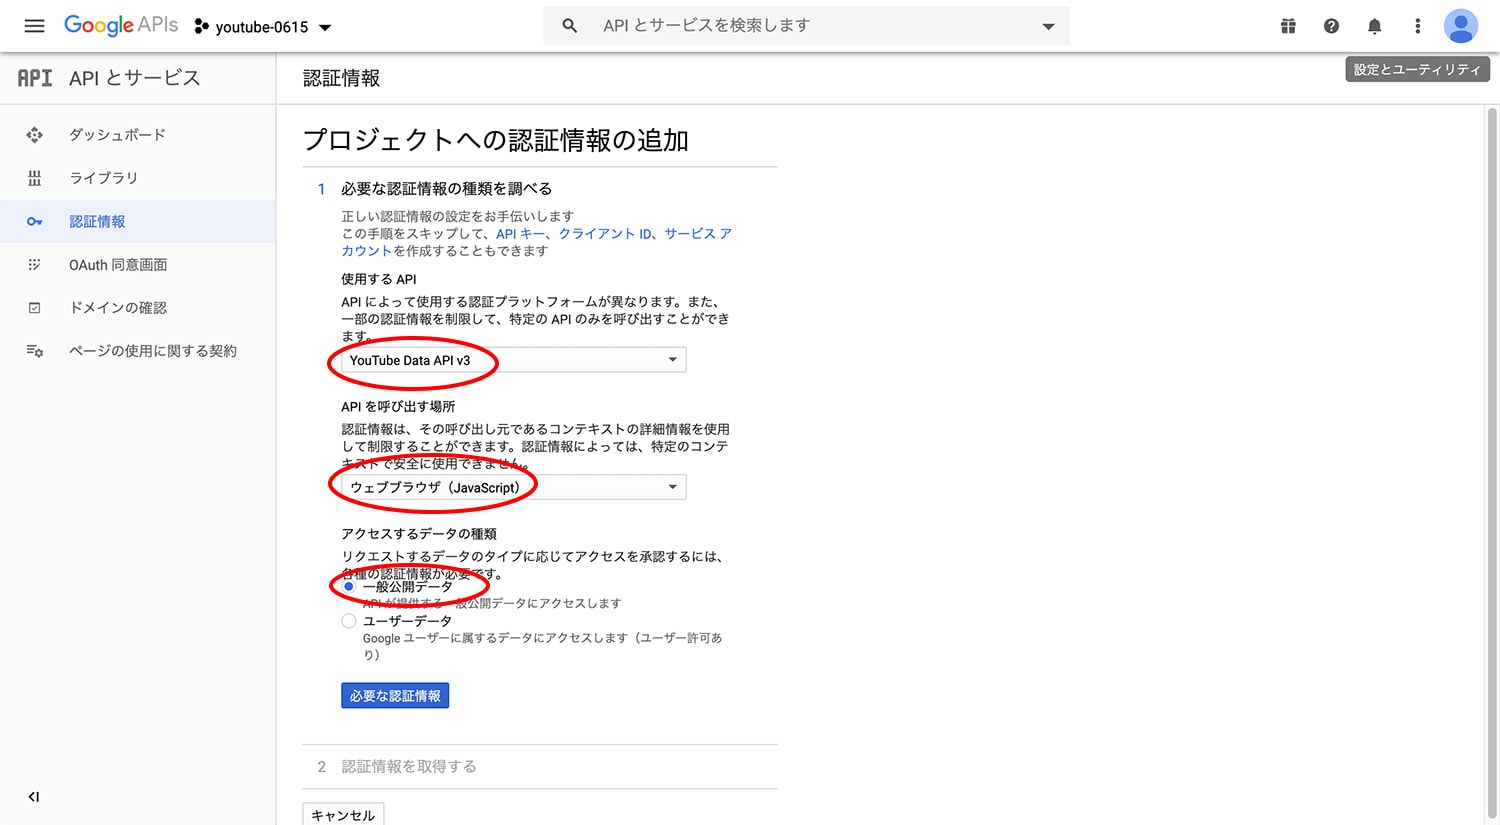 Google APIs
youtube-0615
API とサービスを検索します
設定とユーティリティ
API API とサービス
認証情報
ダッシュボード
ライブラリ
認証情報
OAuth 同意画面
ドメインの確認
ページの使用に関する契約
プロジェクトへの認証情報の追加
1 必要な認証情報の種類を調べる
正しい認証情報の設定をお手伝いします
この手順をスキップして、API キー、クライアント ID、サービス ア
カウントを作成することもできます
使用する API
API によって使用する認証プラットフォームが異なります。また、
一部の認証情報を制限して、特定の API のみを呼び出すことができ
ます。
YouTube Data API v3
API を呼び出す場所
認証情報は、その呼び出し元であるコンテキストの詳細情報を使用
して制限することができます。認証情報によっては、特定のコンテ
キストで安全に使用できません。
ウェブブラウザ（JavaScript）
アクセスするデータの種類
リクエストするデータのタイプに応じてアクセスを承認するには、
各種の認証情報が必要です。
一般公開データ
API が提供する一般公開データにアクセスします
ユーザーデータ
Google ユーザーに属するデータにアクセスします（ユーザー許可あ
り）
必要な認証情報
2 認証情報を取得する
キャンセル